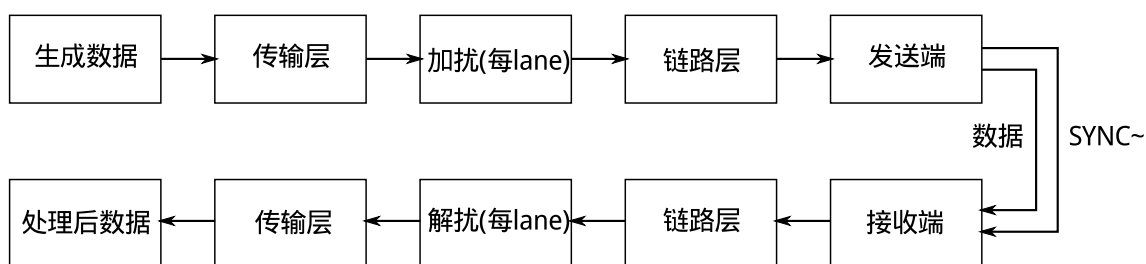 生成数据
传输层
加扰(每lane)
链路层
发送端
数据
SYNC~
处理后数据
传输层
解扰(每lane)
链路层
接收端